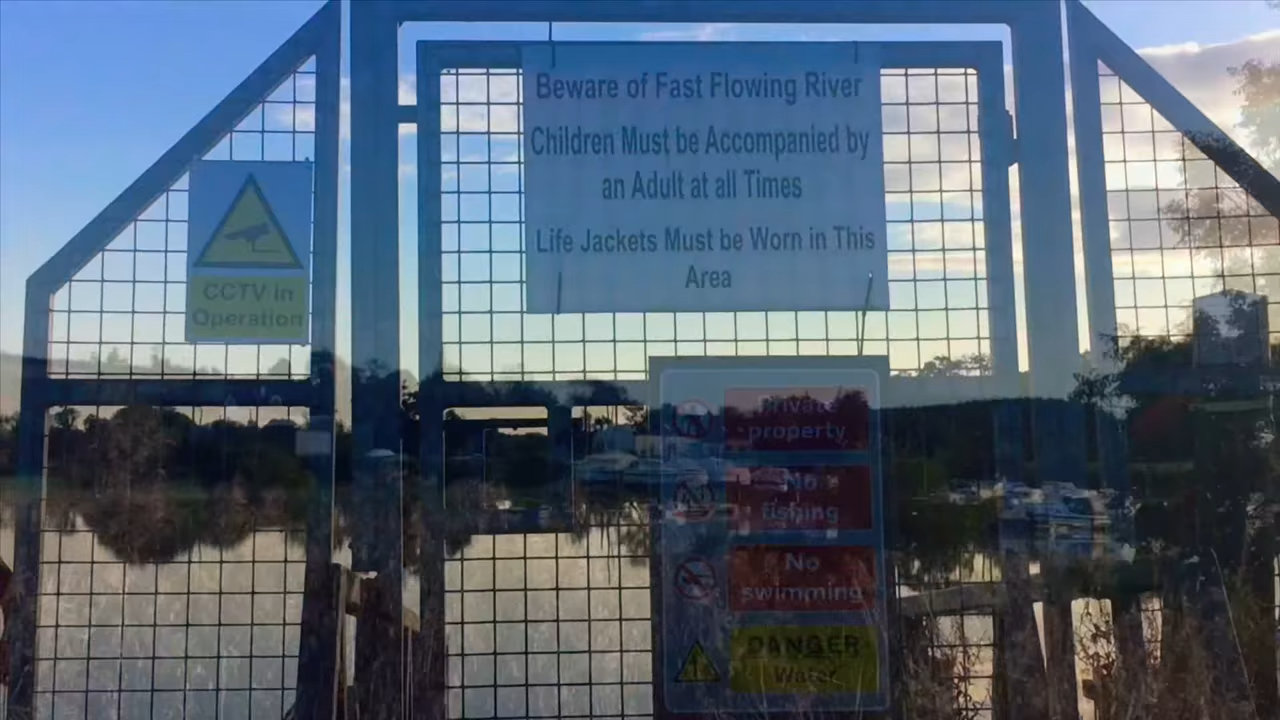 Beware of Fast Flowing River
Children Must be Accompanied by
an Adult at all Times
Life Jackets Must be Worn in This
Area
CCTV in
Operation
Private
property
No
fishing
No
swimming
DANGER
Water